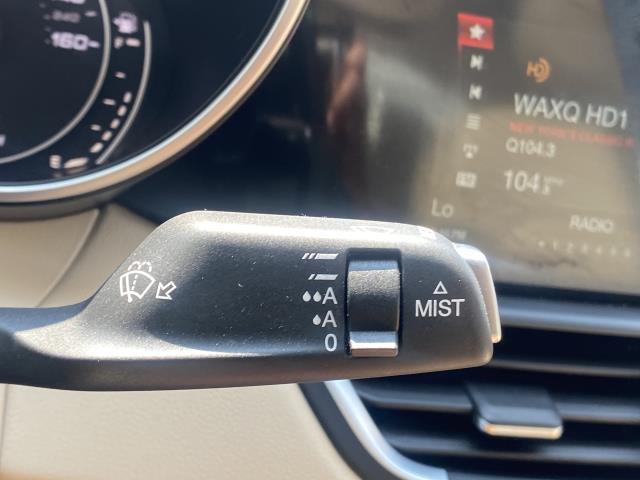 160
F
E
WAXQ HD1
Q104.3
104
Lo
RADIO
A
A
0
MIST